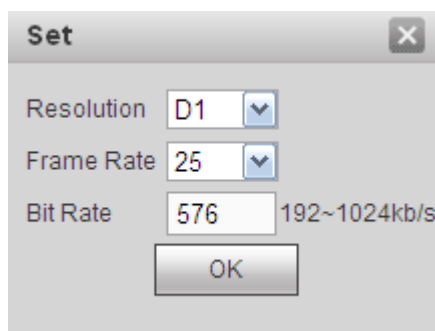 Set
Resolution D1
Frame Rate 25
Bit Rate 576 192~1024kb/s
OK